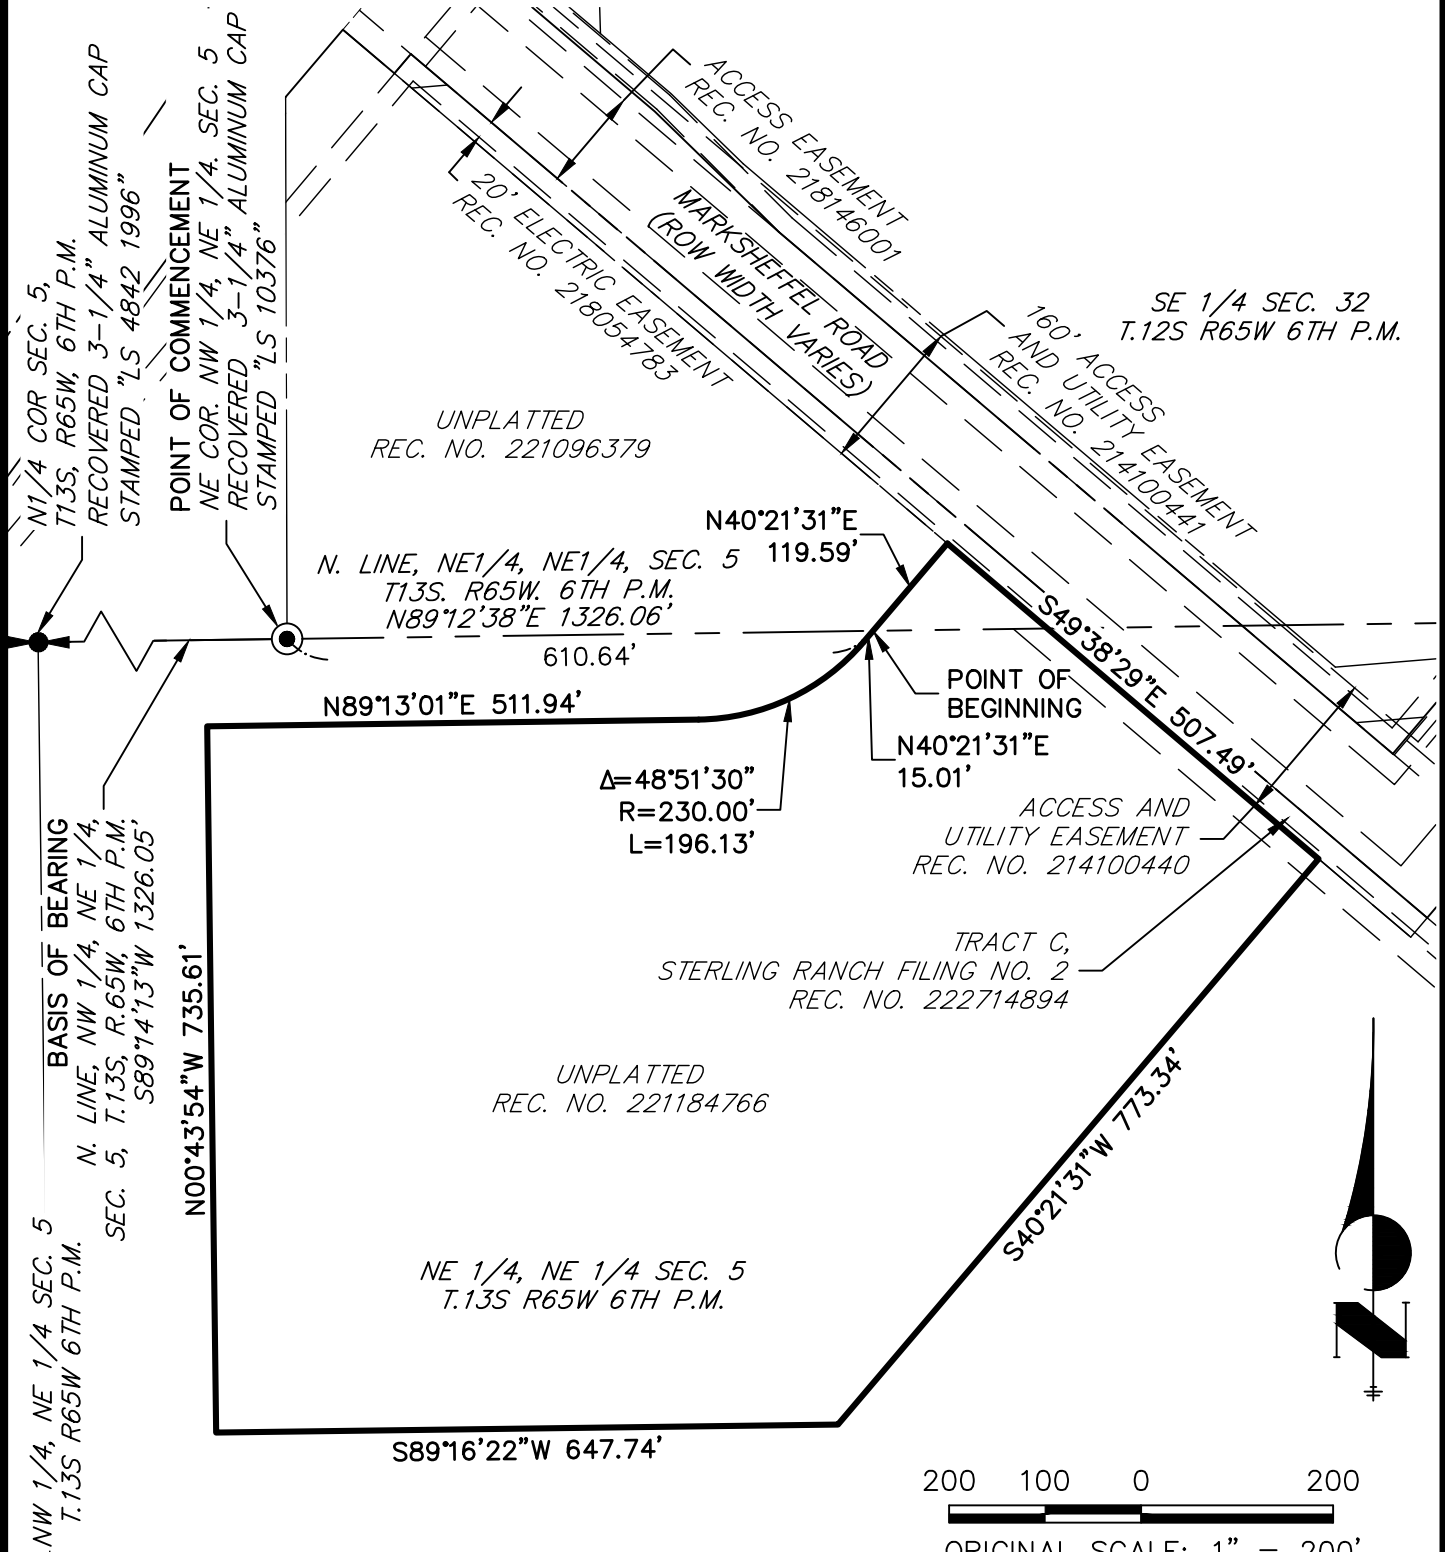 N1/4 COR SEC. 5,
T13S, R65W, 6TH P.M.
RECOVERED 3-1/4" ALUMINUM CAP
STAMPED "LS 4842 1996"
POINT OF COMMENCEMENT
NE COR. NW 1/4, NE 1/4. SEC. 5
RECOVERED 3-1/4" ALUMINUM CAP
STAMPED "LS 10376"
ACCESS EASEMENT
REC. NO. 218146001
20' ELECTRIC EASEMENT
REC. NO. 218054783
MARKSHEFFEL ROAD
(ROW WIDTH VARIES)
160' ACCESS
AND UTILITY EASEMENT
REC. NO. 214100441
SE 1/4 SEC. 32
T.12S R65W 6TH P.M.
UNPLATTED
REC. NO. 221096379
N40°21'31"E
119.59'
N. LINE, NE1/4, NE1/4, SEC. 5
T13S. R65W. 6TH P.M.
N89°12'38"E 1326.06'
610.64'
N89°13'01"E 511.94'
POINT OF
BEGINNING
S49°38'29"E 507.49'
N40°21'31"E
15.01'
Δ=48°51'30"
R=230.00'
L=196.13'
ACCESS AND
UTILITY EASEMENT
REC. NO. 214100440
TRACT C,
STERLING RANCH FILING NO. 2
REC. NO. 222714894
BASIS OF BEARING
N. LINE, NW 1/4, NE 1/4,
SEC. 5, T.13S, R.65W, 6TH P.M.
S89°14'13"W 1326.05'
N00°43'54"W 735.61'
UNPLATTED
REC. NO. 221184766
S40°21'31"W 773.34'
NW 1/4, NE 1/4 SEC. 5
T.13S R65W 6TH P.M.
NE 1/4, NE 1/4 SEC. 5
T.13S R65W 6TH P.M.
S89°16'22"W 647.74'
N
200 100 0 200
ORIGINAL SCALE: 1" = 200'